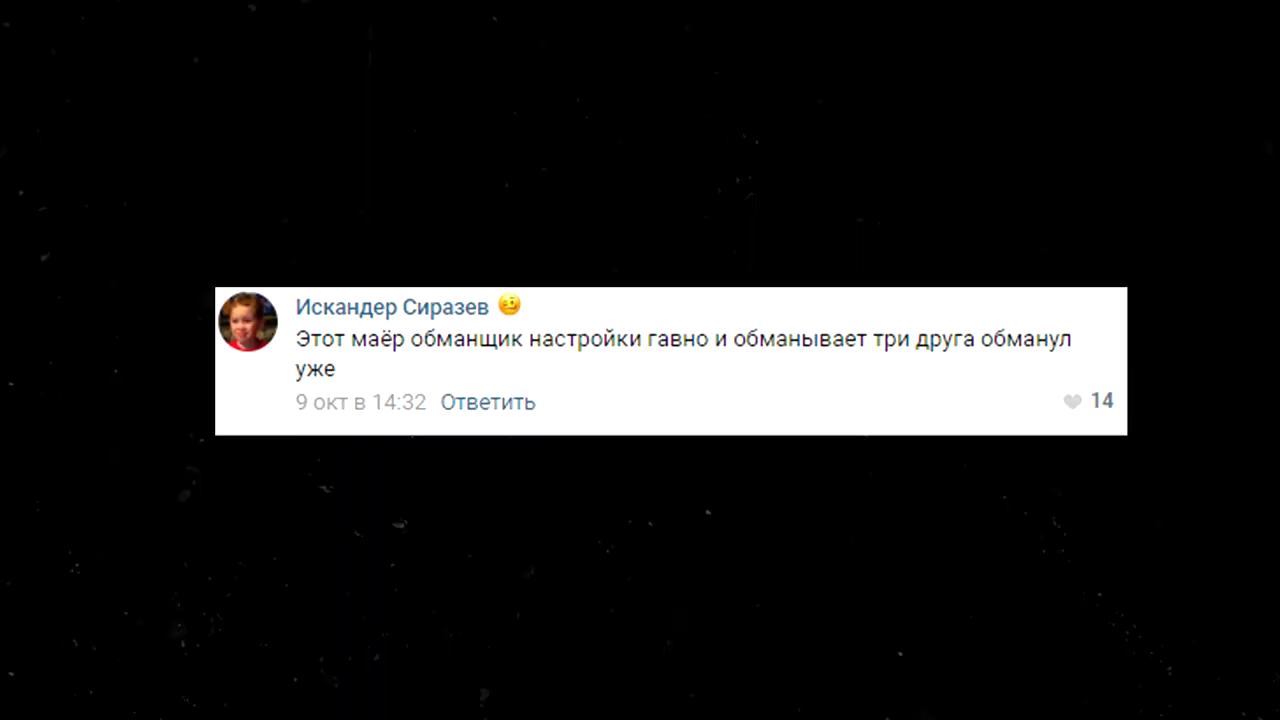 Искандер Сиразев
Этот маёр обманщик настройки гавно и обманывает три друга обманул
уже
9 окт в 14:32 Ответить 14